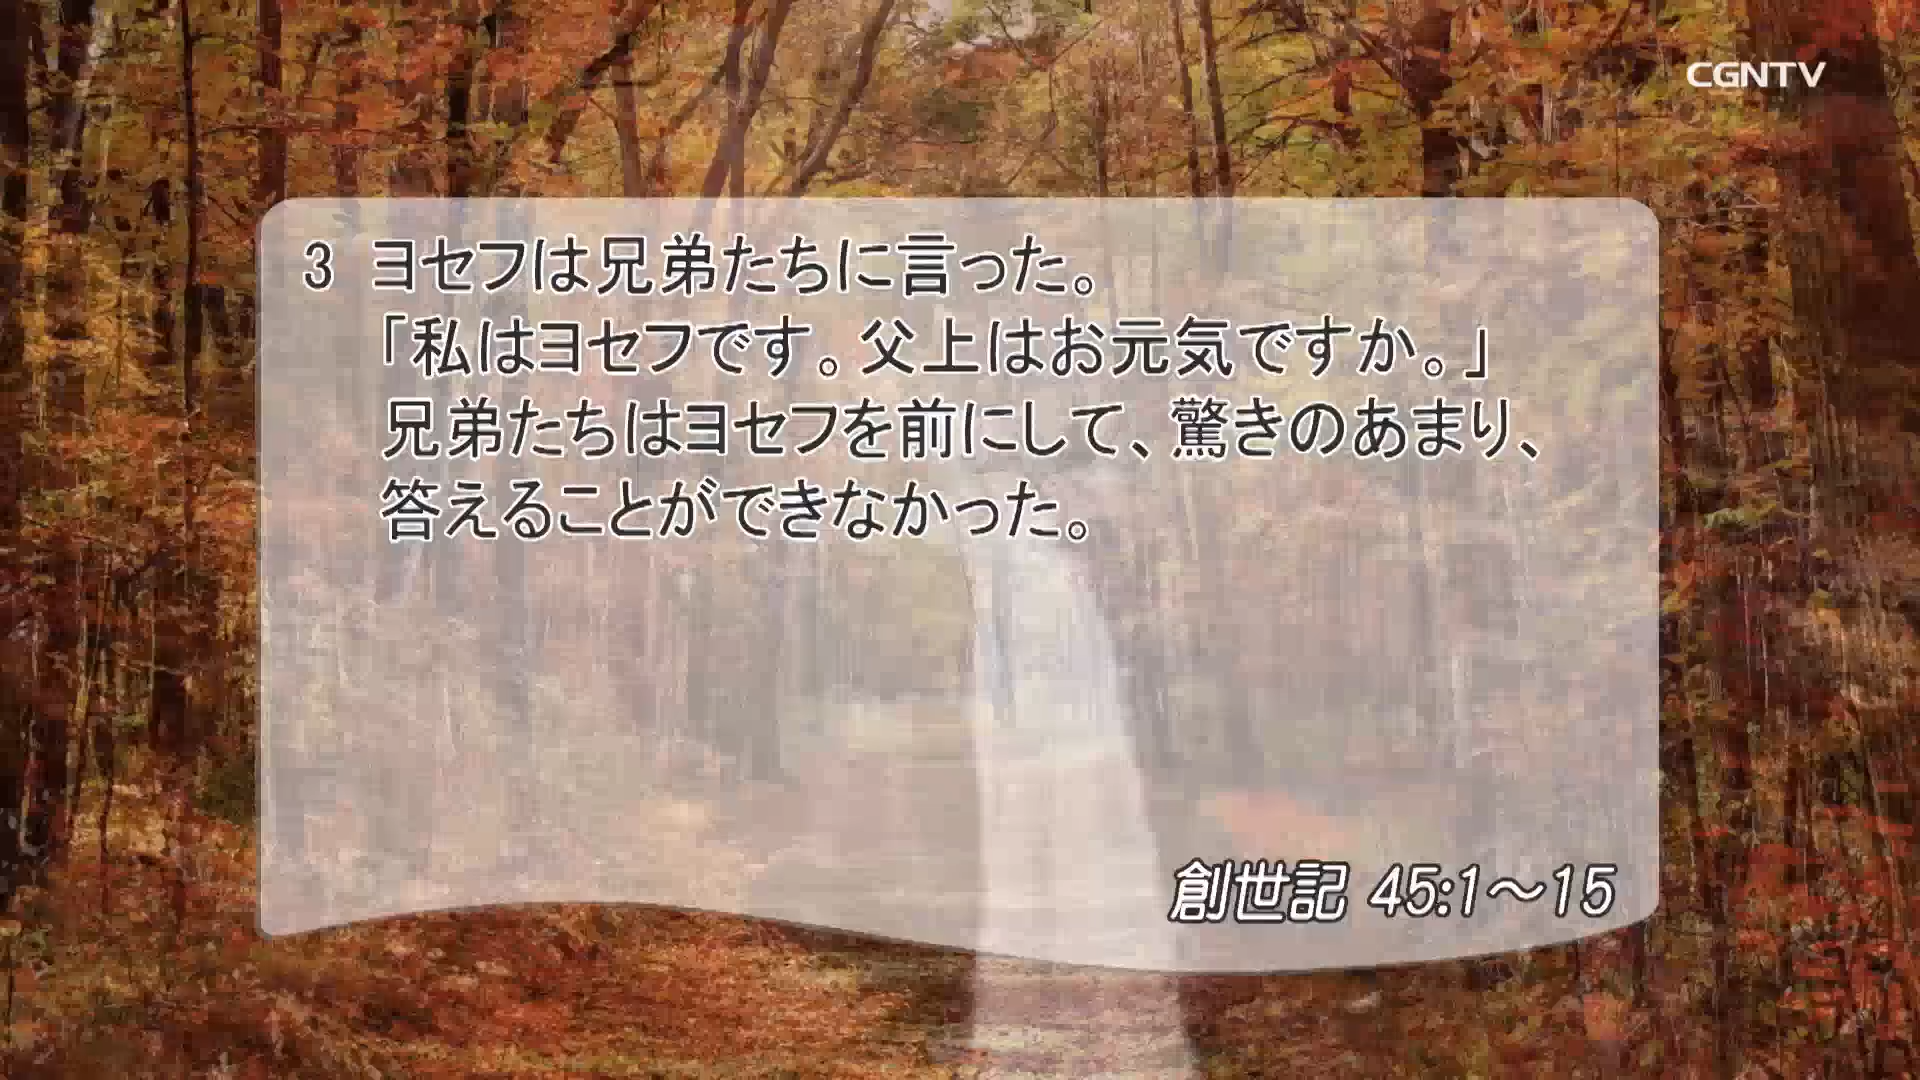 CGNTV
3 ヨセフは兄弟たちに言った。
「私はヨセフです。父上はお元気ですか。」
兄弟たちはヨセフを前にして、驚きのあまり、
答えることができなかった。
創世記 45:1～15